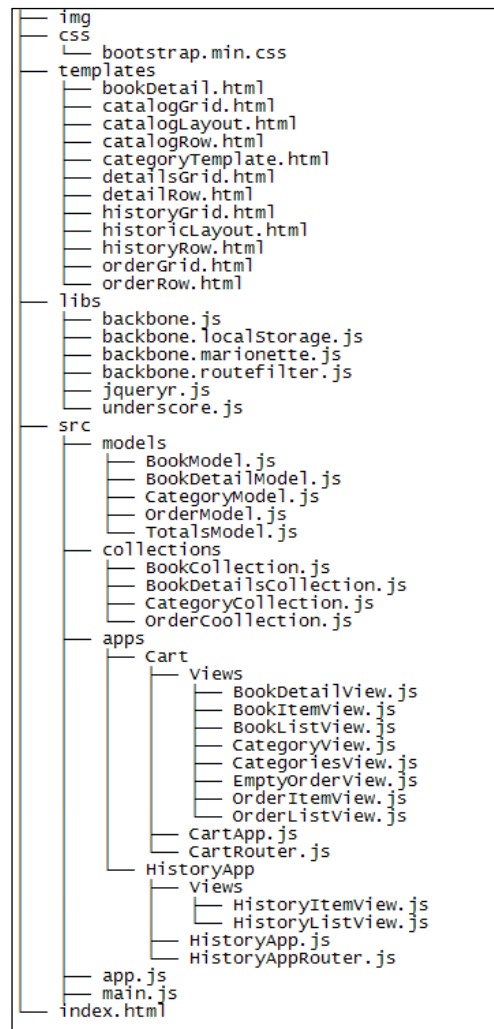 img
css
bootstrap.min.css
templates
bookDetail.html
catalogGrid.html
catalogLayout.html
catalogRow.html
categoryTemplate.html
detailsGrid.html
detailRow.html
historyGrid.html
historicLayout.html
historyRow.html
orderGrid.html
orderRow.html
libs
backbone.js
backbone.localStorage.js
backbone.marionette.js
backbone.routefilter.js
jqueryr.js
underscore.js
src
models
BookModel.js
BookDetailModel.js
CategoryModel.js
OrderModel.js
TotalsModel.js
collections
BookCollection.js
BookDetailsCollection.js
CategoryCollection.js
OrderCoollection.js
apps
Cart
Views
BookDetailView.js
BookItemView.js
BookListView.js
CategoryView.js
CategoriesView.js
EmptyOrderView.js
OrderItemView.js
OrderListView.js
CartApp.js
CartRouter.js
HistoryApp
Views
HistoryItemView.js
HistoryListView.js
HistoryApp.js
HistoryAppRouter.js
app.js
main.js
index.html